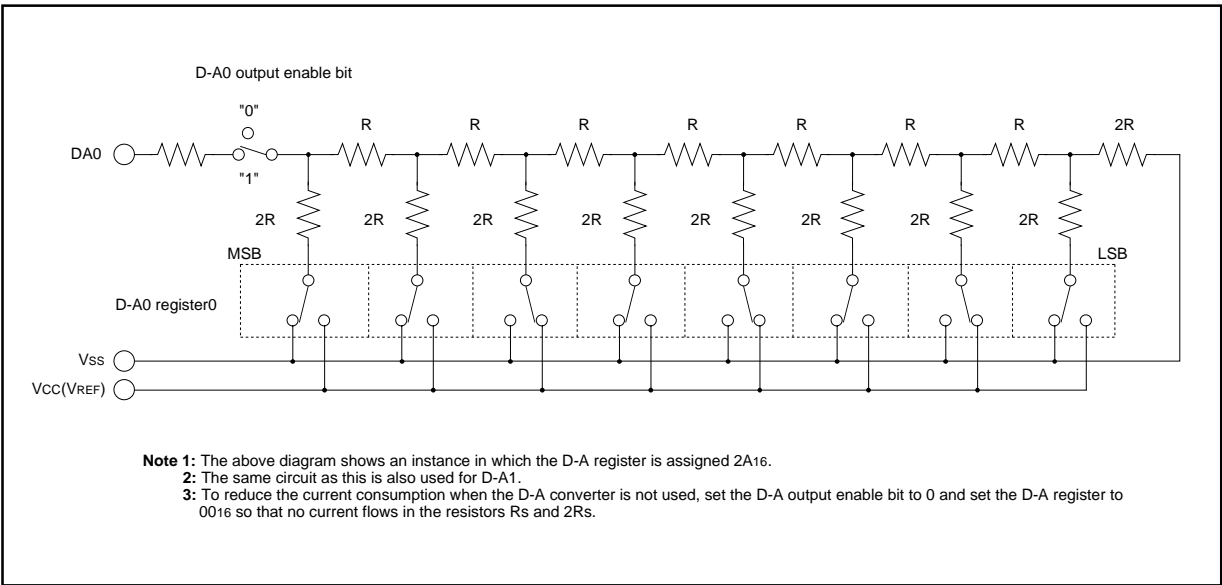 D-A0 output enable bit
"0"
R R R R R R R 2R
DA0
"1"
2R 2R 2R 2R 2R 2R 2R 2R
MSB LSB
D-A0 register0
VSS
VCC(VREF)
Note 1: The above diagram shows an instance in which the D-A register is assigned 2A16.
2: The same circuit as this is also used for D-A1.
3: To reduce the current consumption when the D-A converter is not used, set the D-A output enable bit to 0 and set the D-A register to
0016 so that no current flows in the resistors Rs and 2Rs.